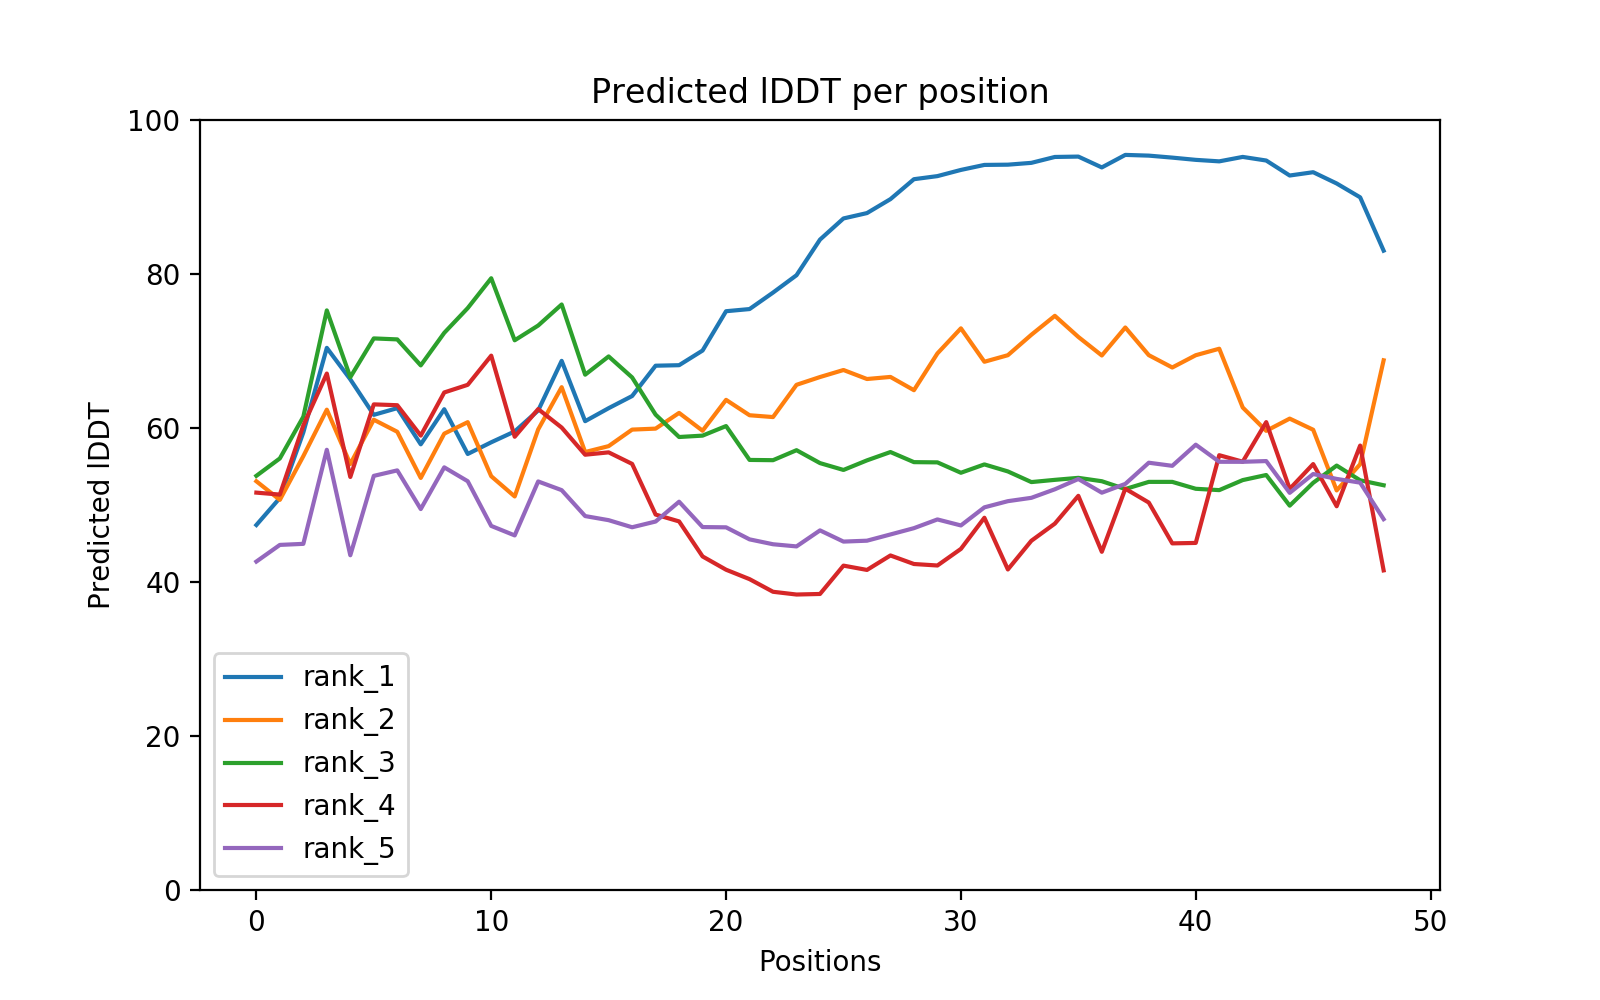 Predicted lDDT per position
Predicted lDDT
100
80
60
40
20
0
rank_1
rank_2
rank_3
rank_4
rank_5
0 10 20 30 40 50
Positions